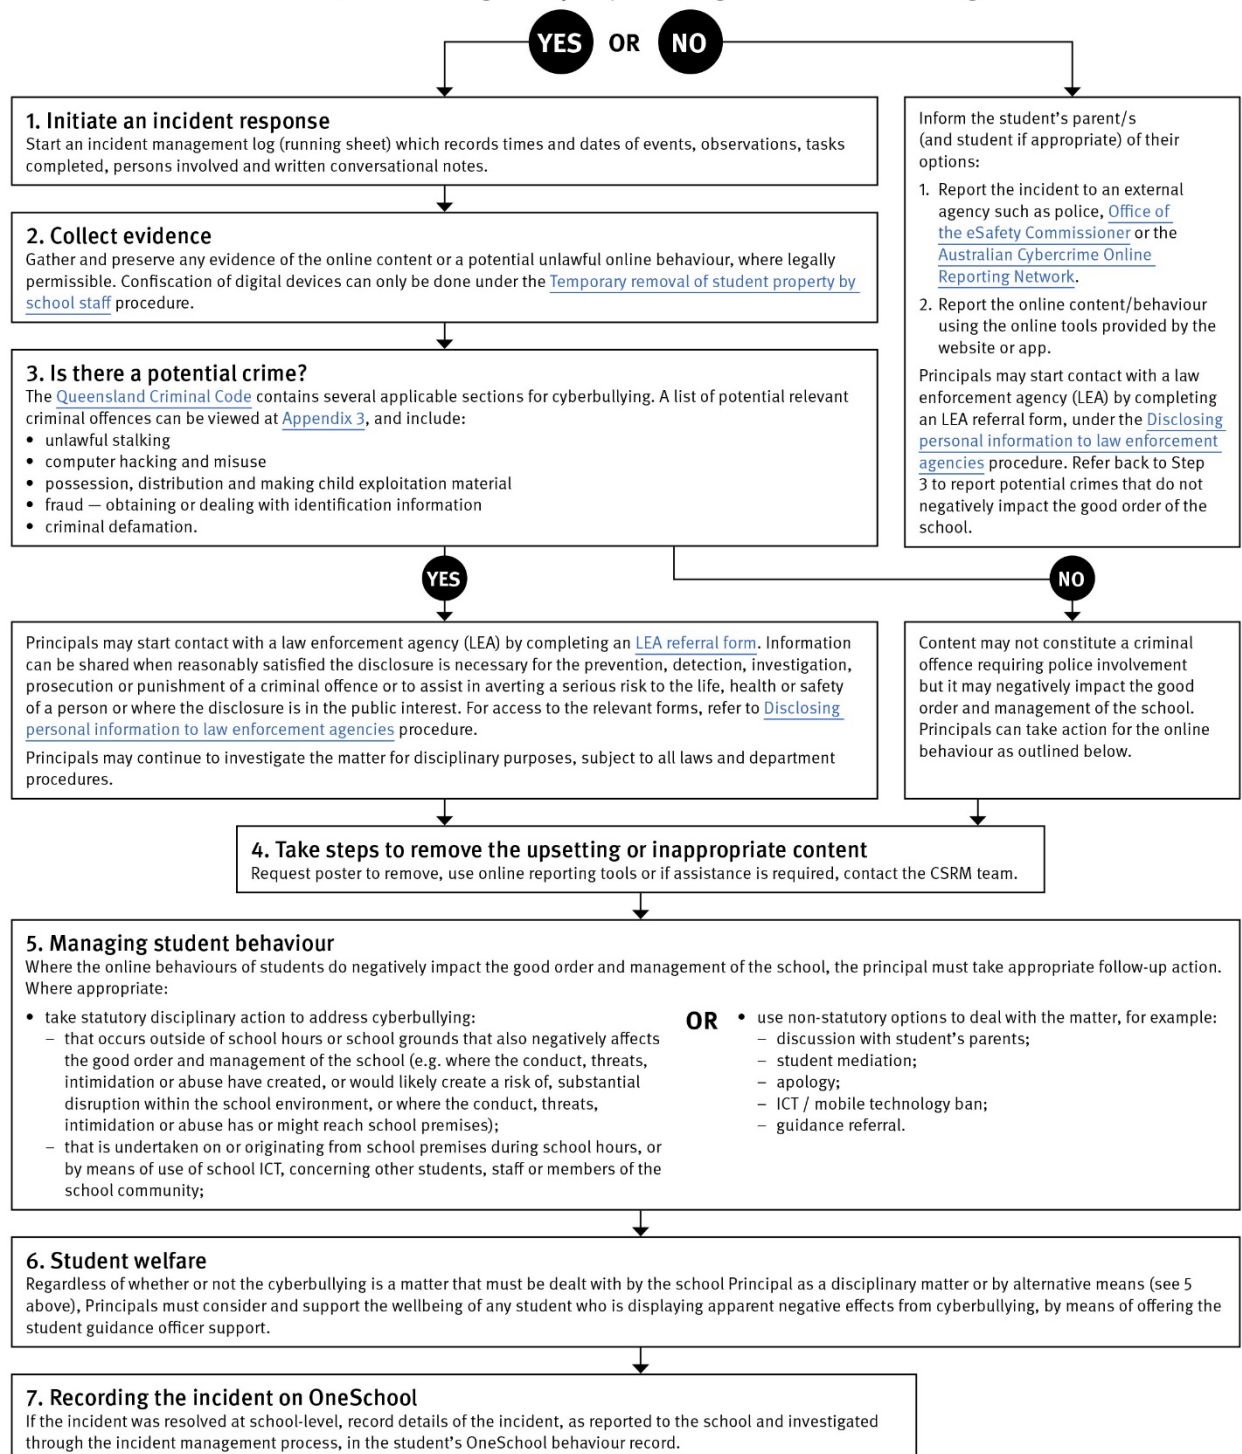 YES OR NO
1. Initiate an incident response
Start an incident management log (running sheet) which records times and dates of events, observations, tasks
completed, persons involved and written conversational notes.
2. Collect evidence
Gather and preserve any evidence of the online content or a potential unlawful online behaviour, where legally
permissible. Confiscation of digital devices can only be done under the Temporary removal of student property by
school staff procedure.
3. Is there a potential crime?
The Queensland Criminal Code contains several applicable sections for cyberbullying. A list of potential relevant
criminal offences can be viewed at Appendix 3, and include:
• unlawful stalking
• computer hacking and misuse
• possession, distribution and making child exploitation material
• fraud — obtaining or dealing with identification information
• criminal defamation.
Inform the student's parent/s
(and student if appropriate) of their
options:
1. Report the incident to an external
agency such as police, Office of
the eSafety Commissioner or the
Australian Cybercrime Online
Reporting Network.
2. Report the online content/behaviour
using the online tools provided by the
website or app.
Principals may start contact with a law
enforcement agency (LEA) by completing
an LEA referral form, under the Disclosing
personal information to law enforcement
agencies procedure. Refer back to Step
3 to report potential crimes that do not
negatively impact the good order of the
school.
YES
NO
Principals may start contact with a law enforcement agency (LEA) by completing an LEA referral form. Information
can be shared when reasonably satisfied the disclosure is necessary for the prevention, detection, investigation,
prosecution or punishment of a criminal offence or to assist in averting a serious risk to the life, health or safety
of a person or where the disclosure is in the public interest. For access to the relevant forms, refer to Disclosing
personal information to law enforcement agencies procedure.
Principals may continue to investigate the matter for disciplinary purposes, subject to all laws and department
procedures.
Content may not constitute a criminal
offence requiring police involvement
but it may negatively impact the good
order and management of the school.
Principals can take action for the online
behaviour as outlined below.
4. Take steps to remove the upsetting or inappropriate content
Request poster to remove, use online reporting tools or if assistance is required, contact the CSRM team.
5. Managing student behaviour
Where the online behaviours of students do negatively impact the good order and management of the school, the principal must take appropriate follow-up action.
Where appropriate:
• take statutory disciplinary action to address cyberbullying:
– that occurs outside of school hours or school grounds that also negatively affects
the good order and management of the school (e.g. where the conduct, threats,
intimidation or abuse have created, or would likely create a risk of, substantial
disruption within the school environment, or where the conduct, threats,
intimidation or abuse has or might reach school premises);
– that is undertaken on or originating from school premises during school hours, or
by means of use of school ICT, concerning other students, staff or members of the
school community;
OR
• use non-statutory options to deal with the matter, for example:
– discussion with student's parents;
– student mediation;
– apology;
– ICT / mobile technology ban;
– guidance referral.
6. Student welfare
Regardless of whether or not the cyberbullying is a matter that must be dealt with by the school Principal as a disciplinary matter or by alternative means (see 5
above), Principals must consider and support the wellbeing of any student who is displaying apparent negative effects from cyberbullying, by means of offering the
student guidance officer support.
7. Recording the incident on OneSchool
If the incident was resolved at school-level, record details of the incident, as reported to the school and investigated
through the incident management process, in the student's OneSchool behaviour record.